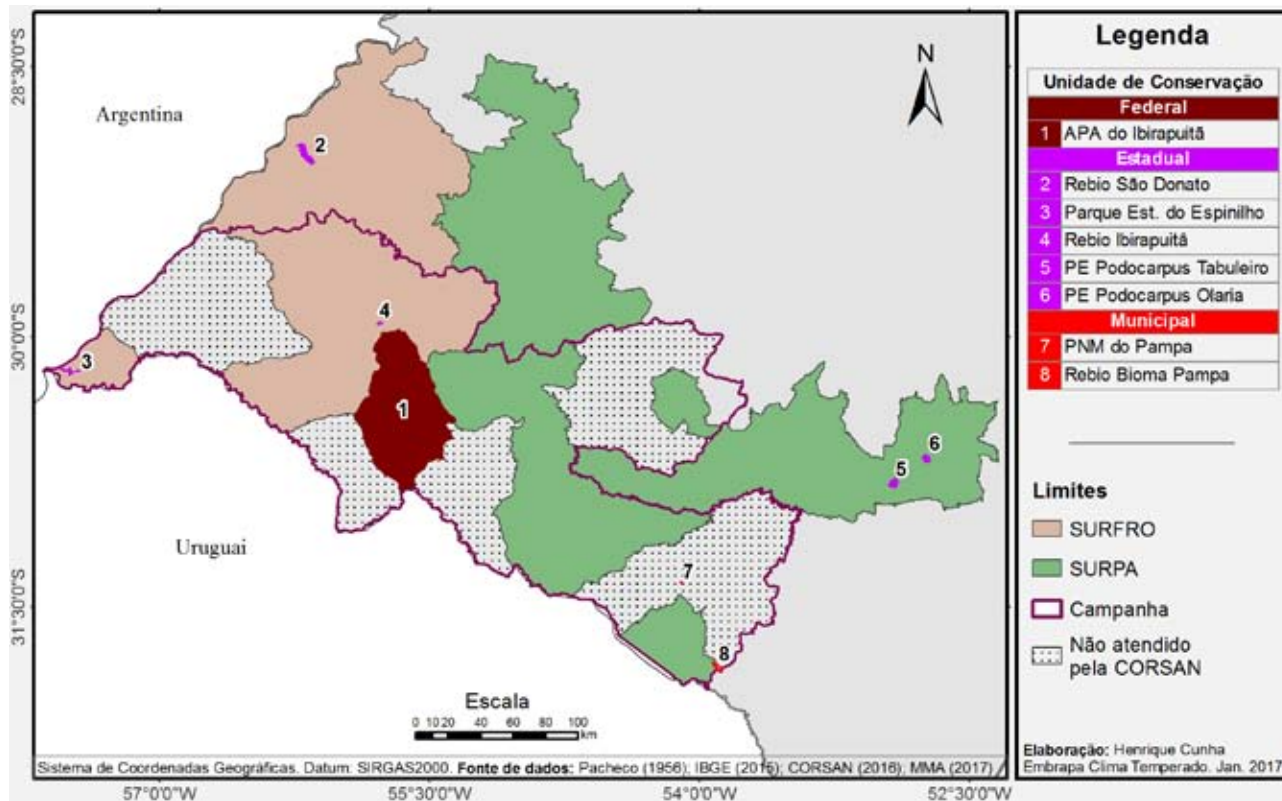 28°30'0"S
30°0'0"S
31°30'0"S
57°0'0"W
55°30'0"W
54°0'0"W
52°30'0"W
Argentina
Uruguai
N
2
4
3
1
6
5
7
8
Escala
0 10 20 40 60 80 100
km
Sistema de Coordenadas Geográficas. Datum: SIRGAS2000. Fonte de dados: Pacheco (1956); IBGE (2015); CORSAN (2016); MMA (2017)
Legenda
Unidade de Conservação
Federal
1 APA do Ibirapuitã
Estadual
2 Rebio São Donato
3 Parque Est. do Espinilho
4 Rebio Ibirapuitã
5 PE Podocarpus Tabuleiro
6 PE Podocarpus Olaria
Municipal
7 PNM do Pampa
8 Rebio Bioma Pampa
Limites
SURFRO
SURPA
Campanha
Não atendido
pela CORSAN
Elaboração: Henrique Cunha
Embrapa Clima Temperado. Jan. 2017